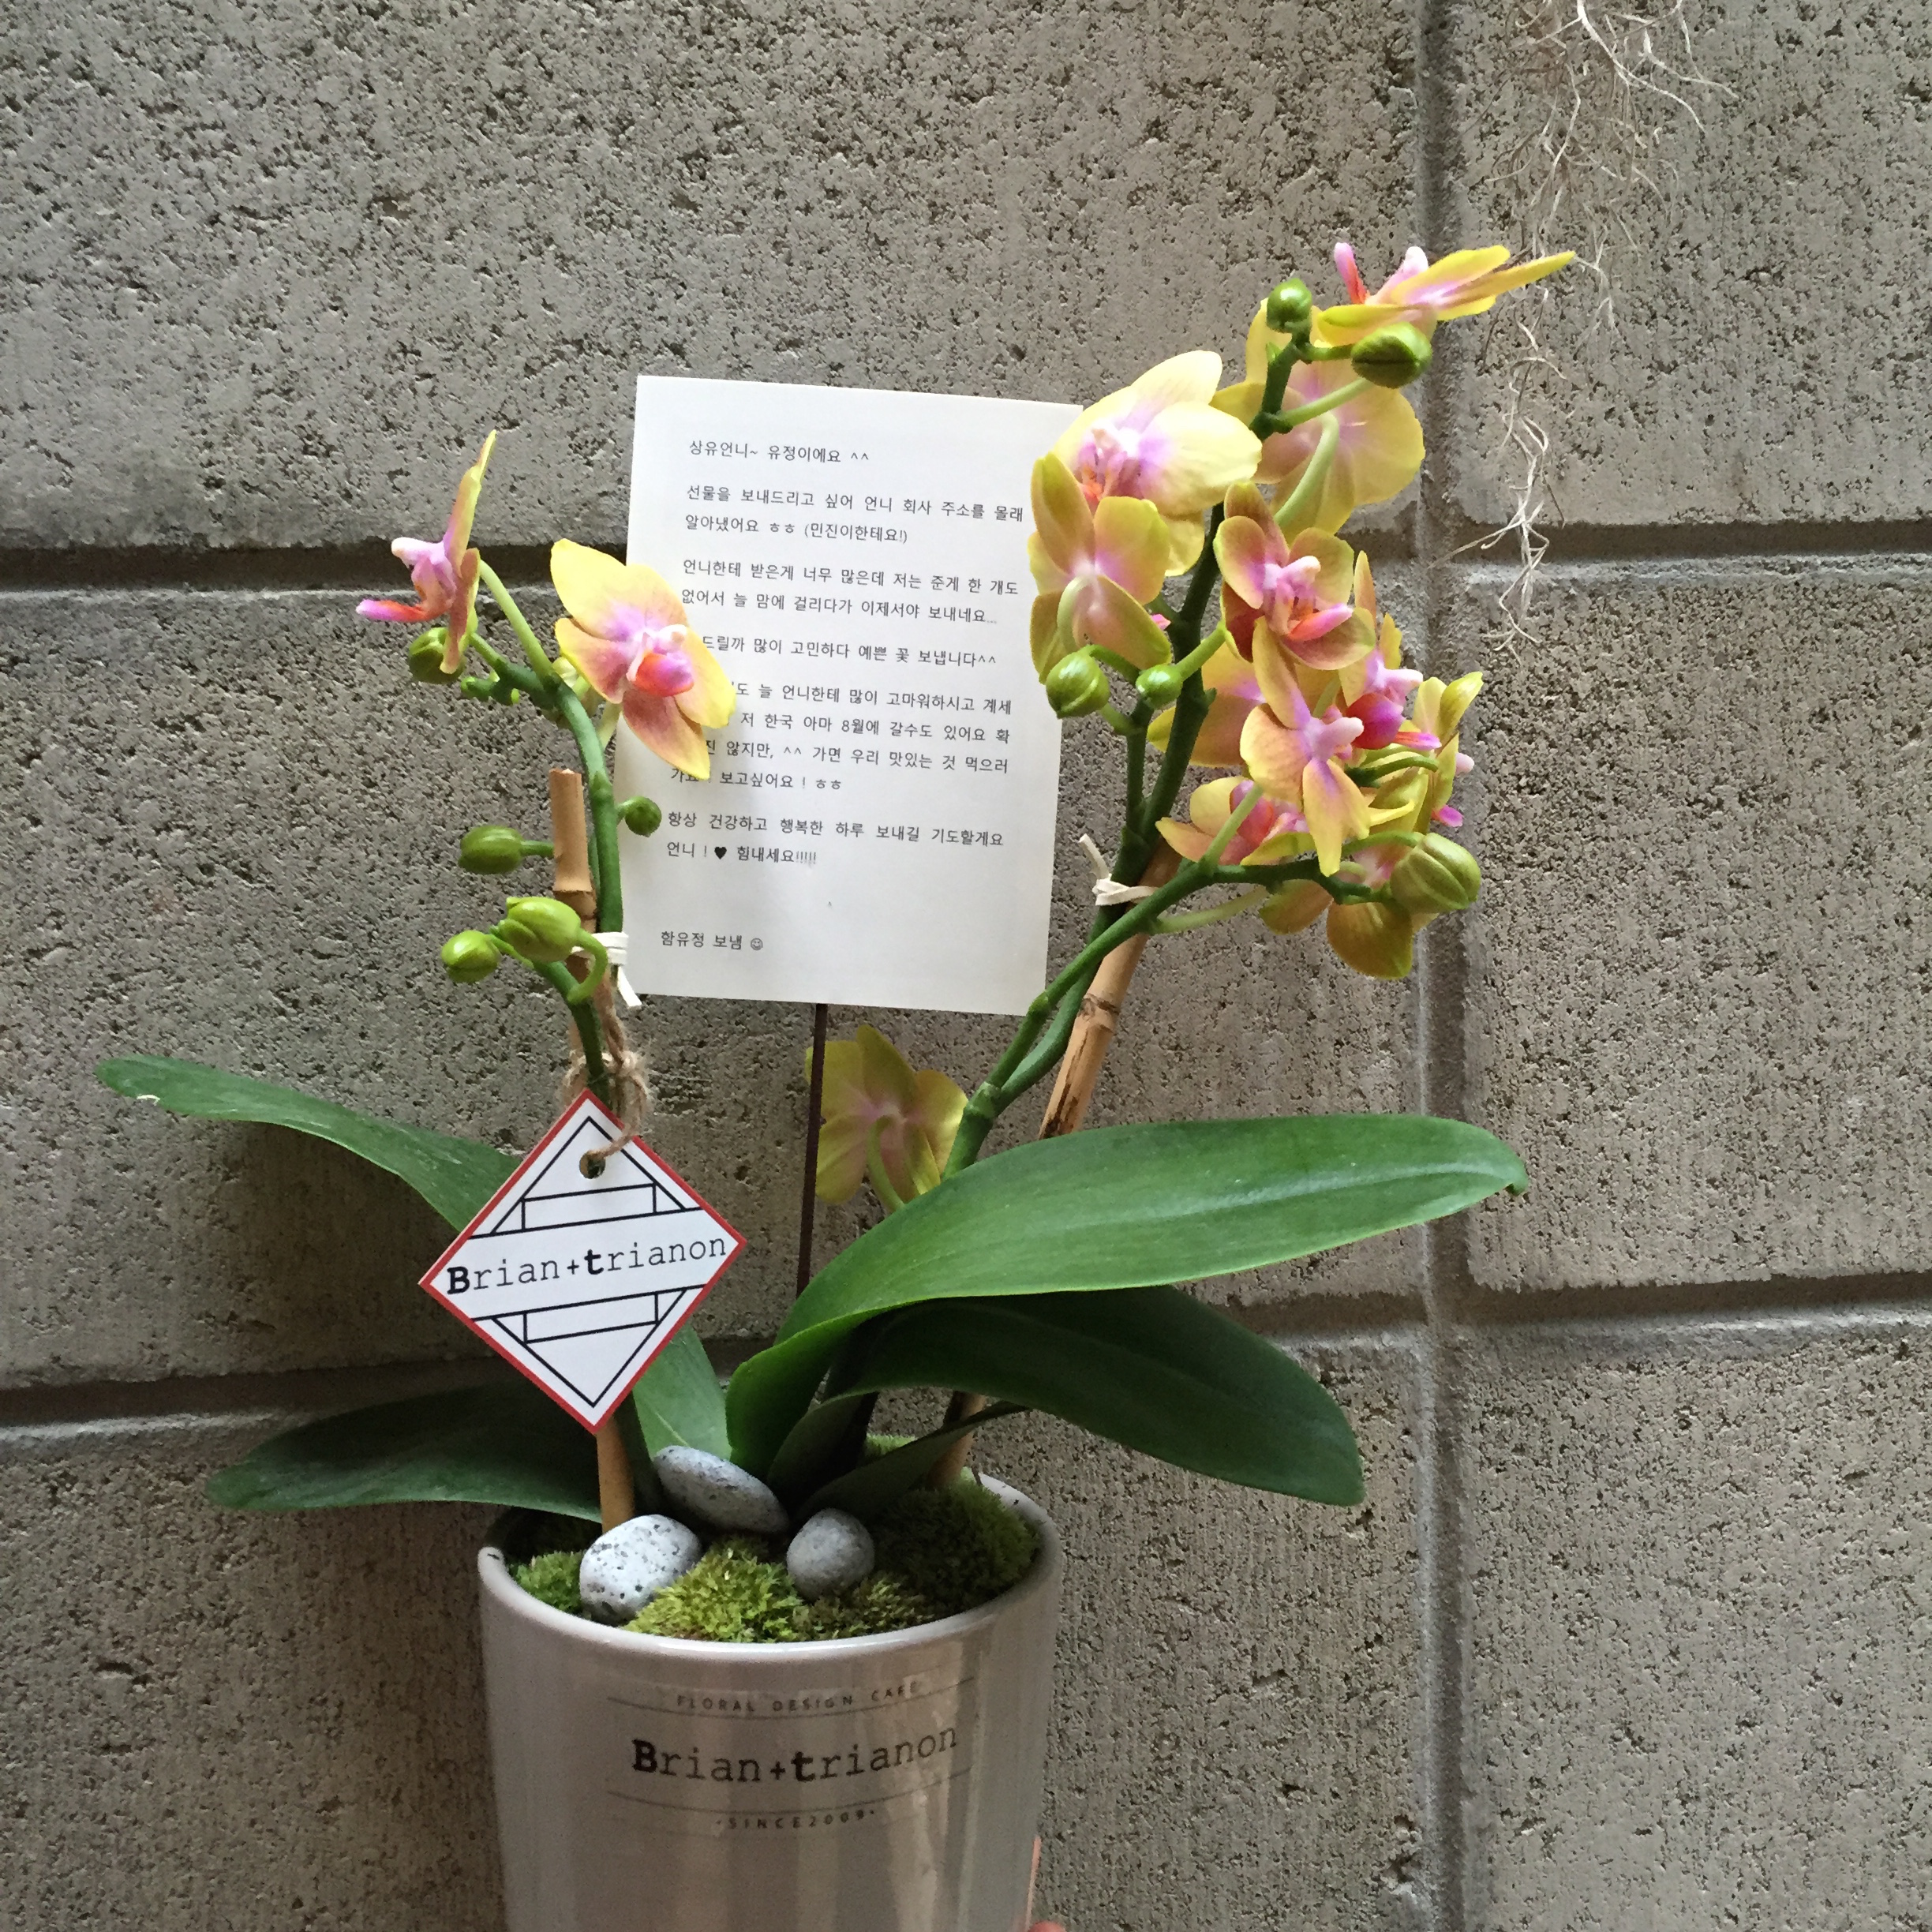 상유언니~ 유정이에요 ^^
선물을 보내드리고 싶어 언니 회사 주소를 몰래
알아냈어요 ㅎㅎ (민진이한테요!)
언니한테 받은게 너무 많은데 저는 준게 한 개도
없어서 늘 맘에 걸리다가 이제서야 보내네요...
드릴까 많이 고민하다 예쁜 꽃 보냅니다^^
늘 언니한테 많이 고마워하시고 계세
저 한국 아마 8월에 갈수도 있어요 확
않지만, ^^ 가면 우리 맛있는 것 먹으러
보고싶어요 ! ㅎㅎ
항상 건강하고 행복한 하루 보내길 기도할게요
언니 ! ♥ 힘내세요!!!!!
함유정 보냄 ☺
Brian+trianon
FLORAL DESIGN CAFE
Brian+trianon
·SINCE2009·